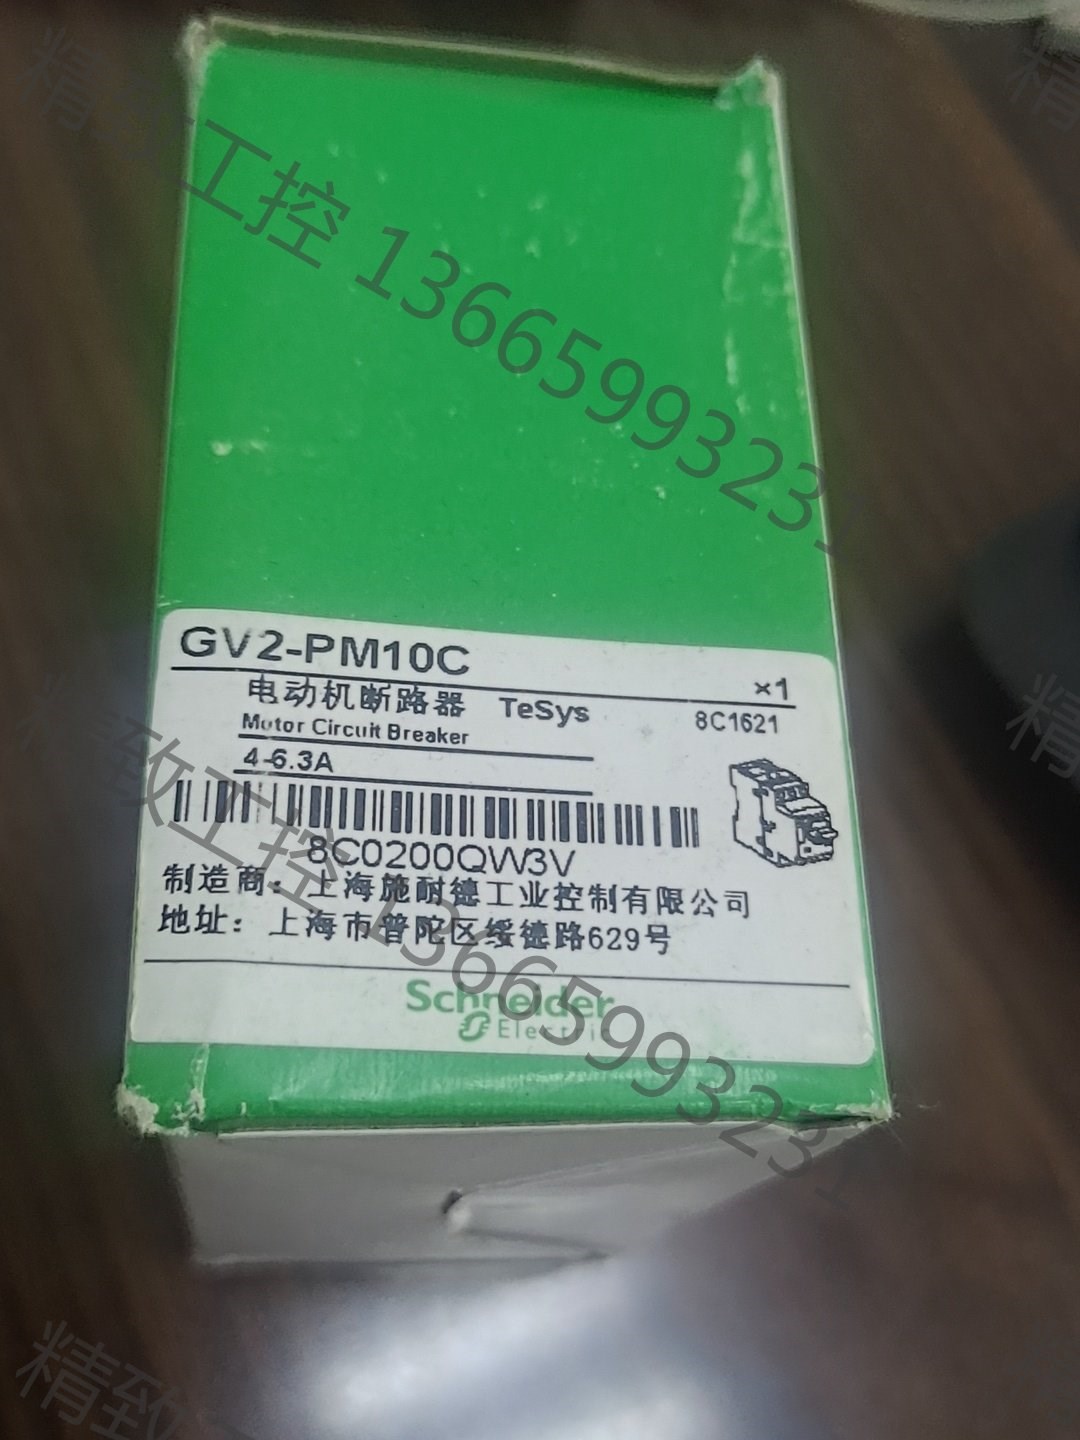 精致工控 13665993231
GV2-PM10C
×1
电动机断路器 TeSys
8C1621
Motor Circuit Breaker
4-6.3A
8C0200QW3V
制造商：上海施耐德工业控制有限公司
地址：上海市普陀区绥德路629号
Schneider
Electric
精致工控 13665993231
精致
精
精